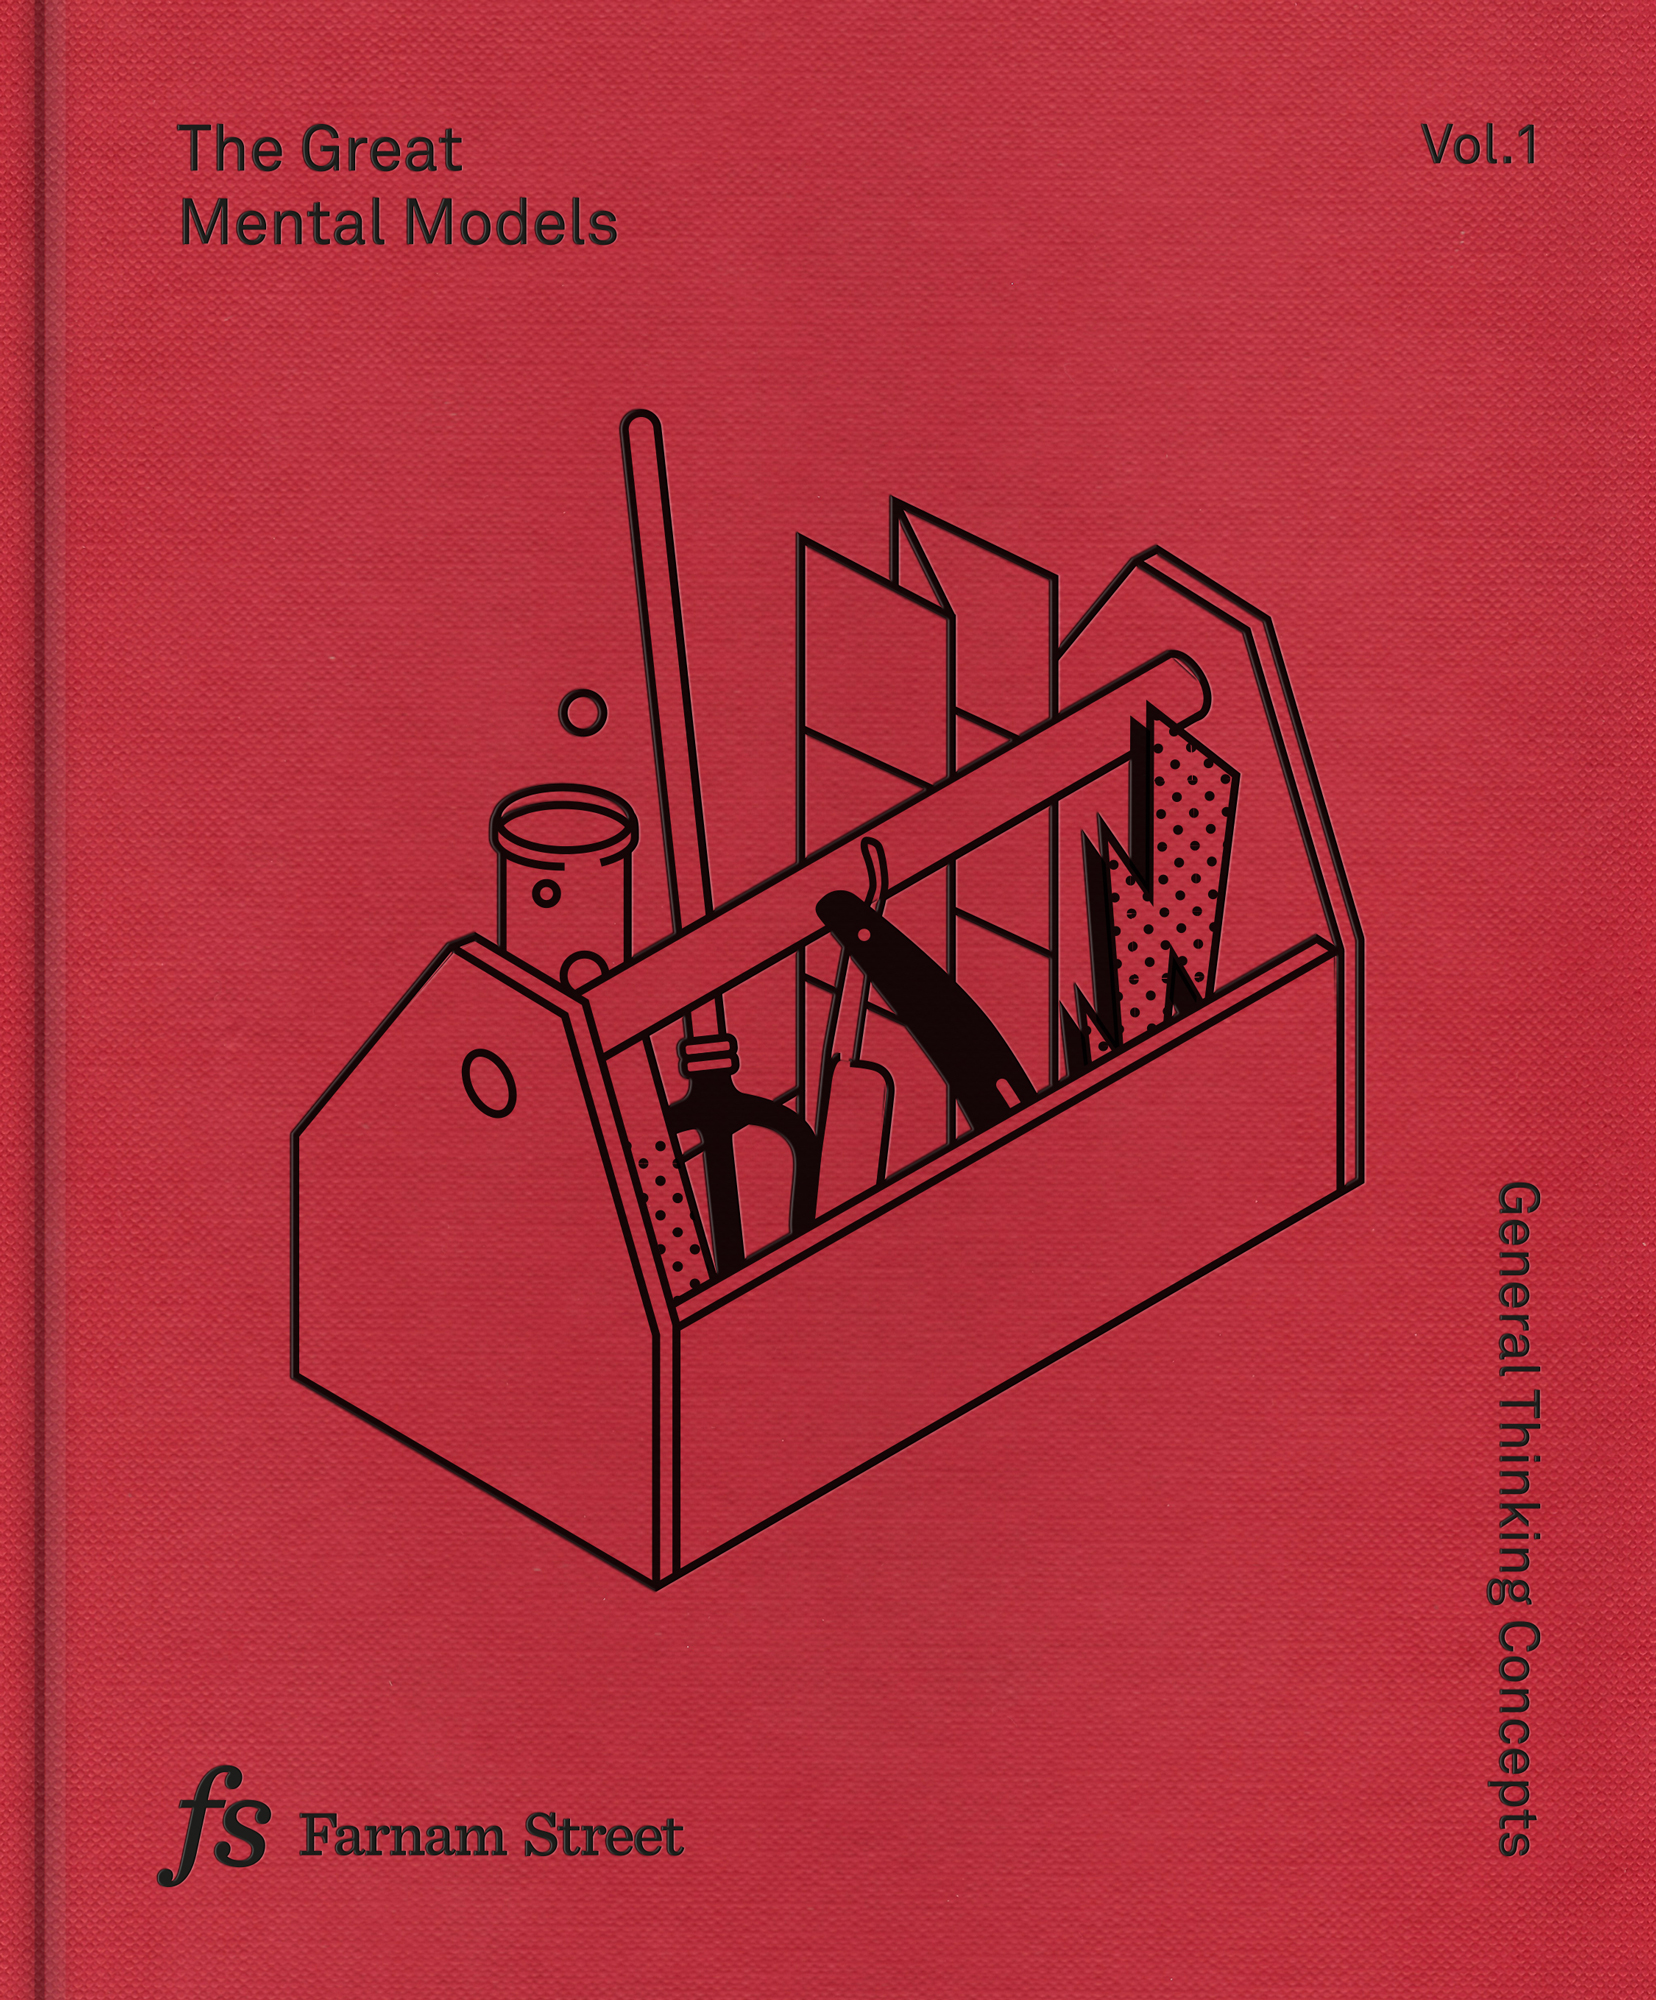 The Great
Mental Models
Vol.1
General Thinking Concepts
fs Farnam Street